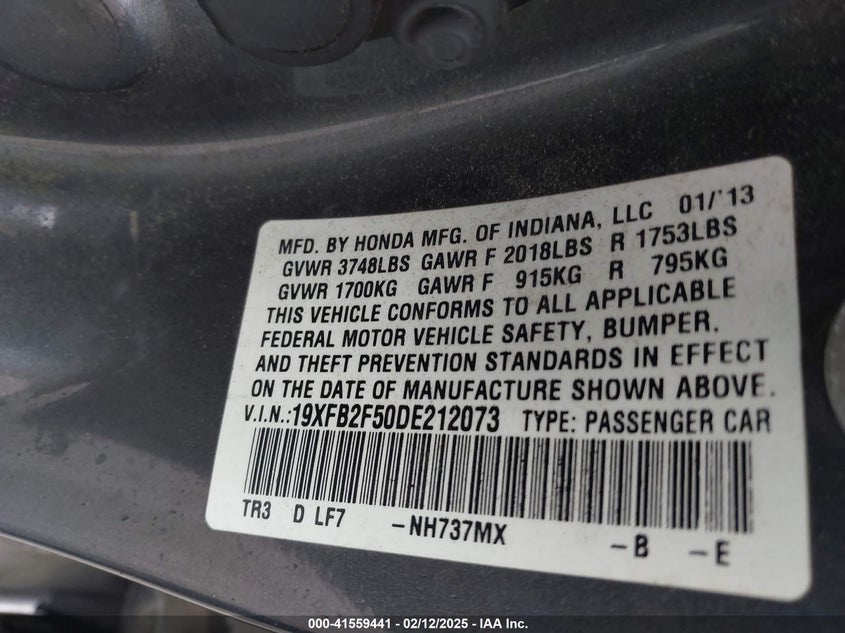 MFD. BY HONDA MFG. OF INDIANA, LLC 01/'13
GVWR 3748LBS GAWR F 2018LBS R 1753LBS
GVWR 1700KG GAWR F 915KG R 795KG
THIS VEHICLE CONFORMS TO ALL APPLICABLE
FEDERAL MOTOR VEHICLE SAFETY, BUMPER.
AND THEFT PREVENTION STANDARDS IN EFFECT
ON THE DATE OF MANUFACTURE SHOWN ABOVE.
V.I.N.:19XFB2F50DE212073 TYPE: PASSENGER CAR
TR3 D LF7 -NH737MX -B -E
000-41559441 - 02/12/2025 - IAA Inc.